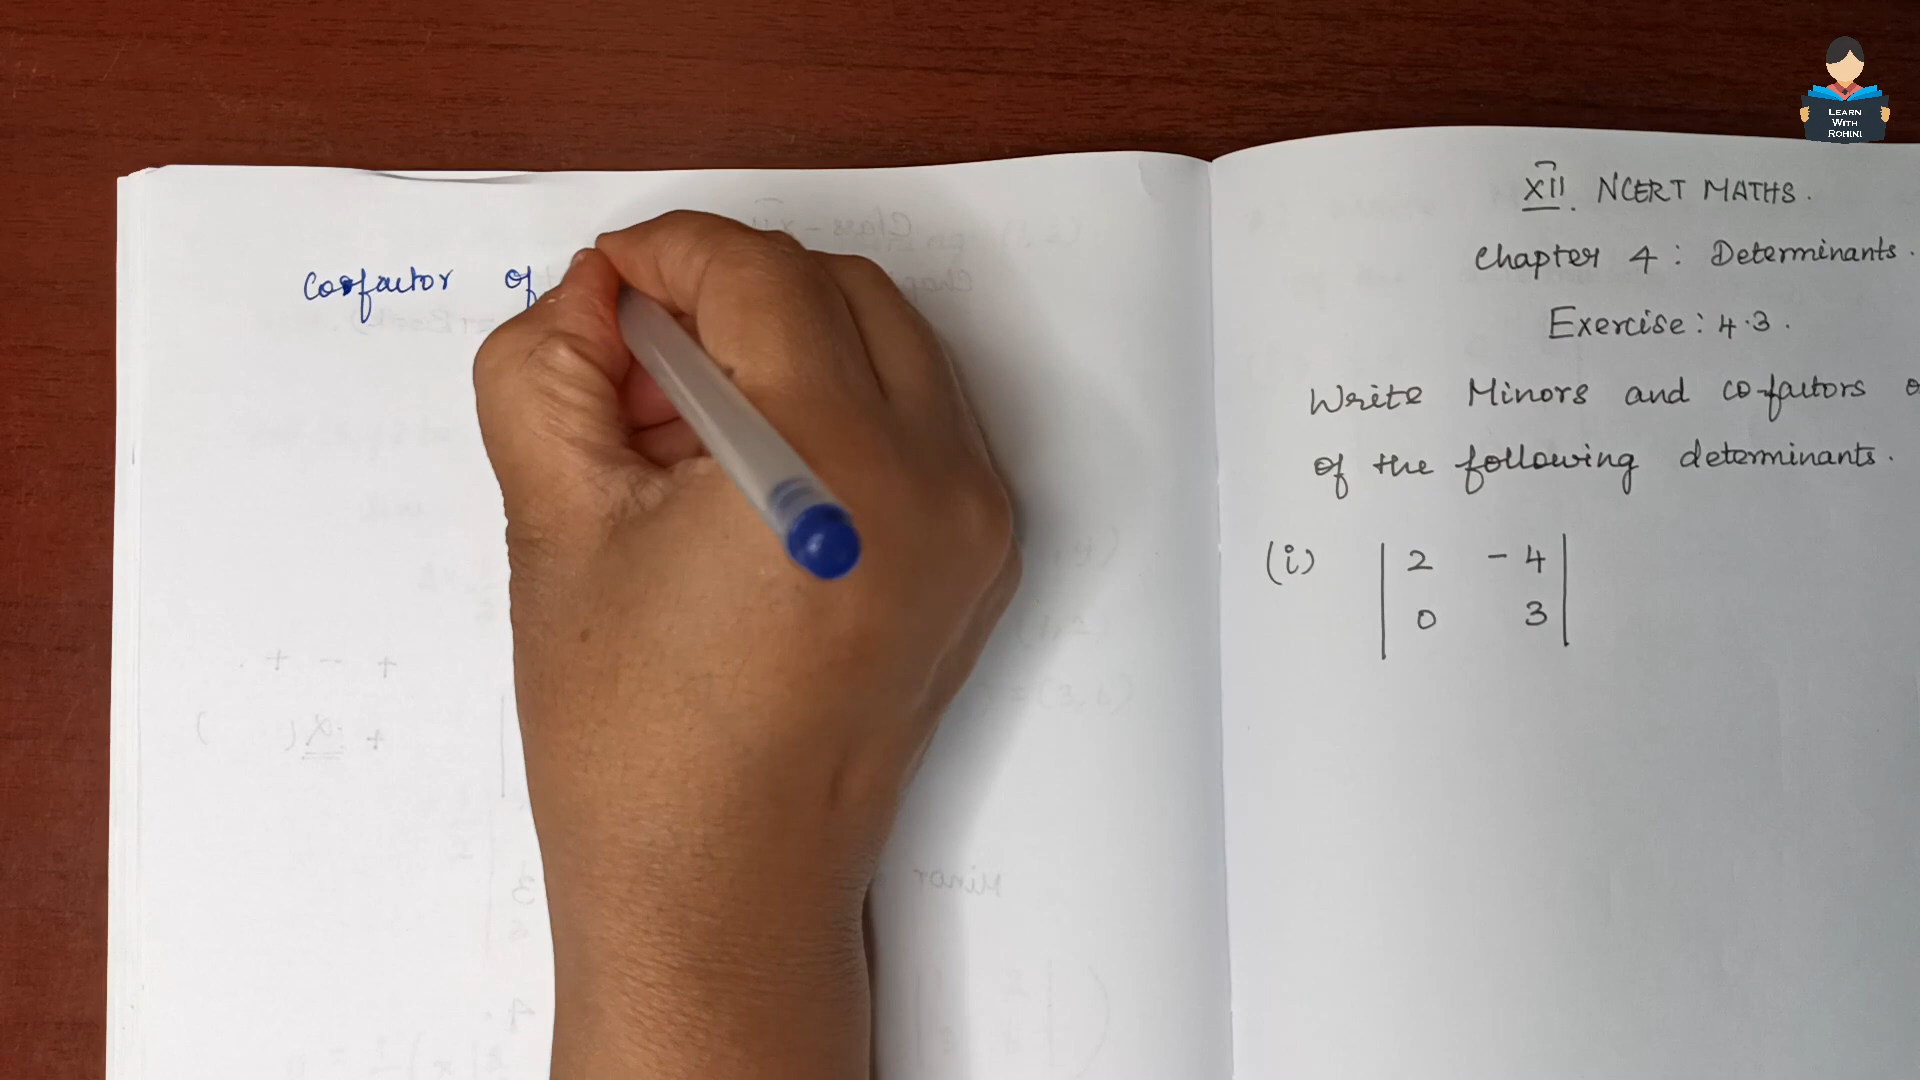 LEARN
WITH
ROHINI
Cofactor of
XII. NCERT MATHS.
Chapter 4 : Determinants.
Exercise: 4.3.
Write Minors and co-factors
of the following determinants.
(i) | 2 - 4 |
| 0 3 |